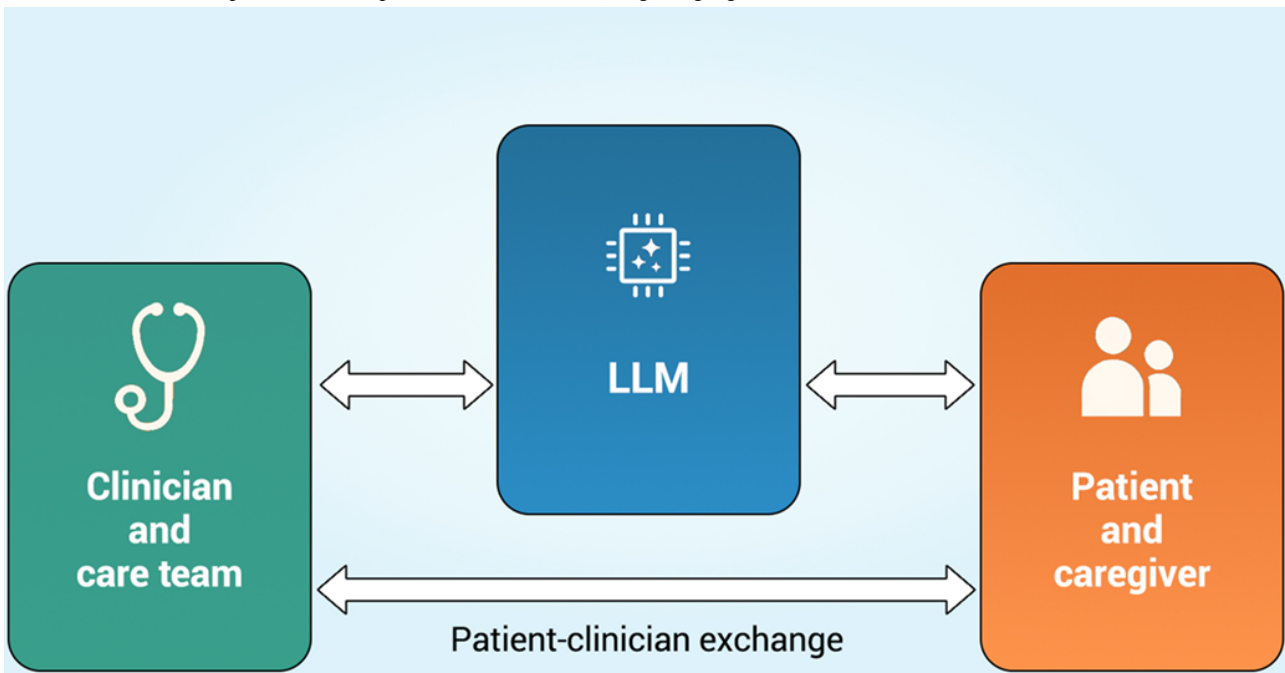 LLM
Clinician
and
care team
Patient
and
caregiver
Patient-clinician exchange